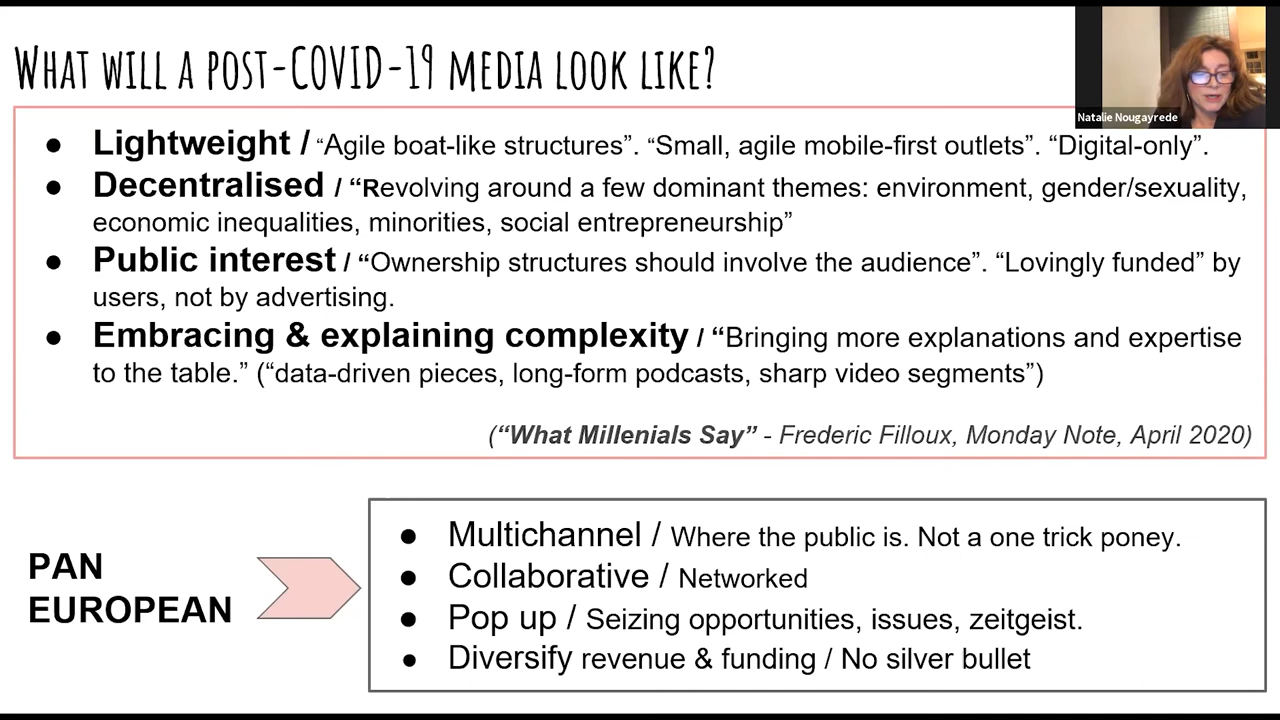 WHAT WILL A POST-COVID-19 MEDIA LOOK LIKE?
Natalie Nougayrede
● Lightweight / “Agile boat-like structures”. “Small, agile mobile-first outlets”. “Digital-only”.
● Decentralised / “Revolving around a few dominant themes: environment, gender/sexuality,
economic inequalities, minorities, social entrepreneurship”
● Public interest / “Ownership structures should involve the audience”. “Lovingly funded” by
users, not by advertising.
● Embracing & explaining complexity / “Bringing more explanations and expertise
to the table.” (“data-driven pieces, long-form podcasts, sharp video segments”)
(“What Millenials Say” - Frederic Filloux, Monday Note, April 2020)
PAN
EUROPEAN
● Multichannel / Where the public is. Not a one trick poney.
● Collaborative / Networked
● Pop up / Seizing opportunities, issues, zeitgeist.
● Diversify revenue & funding / No silver bullet